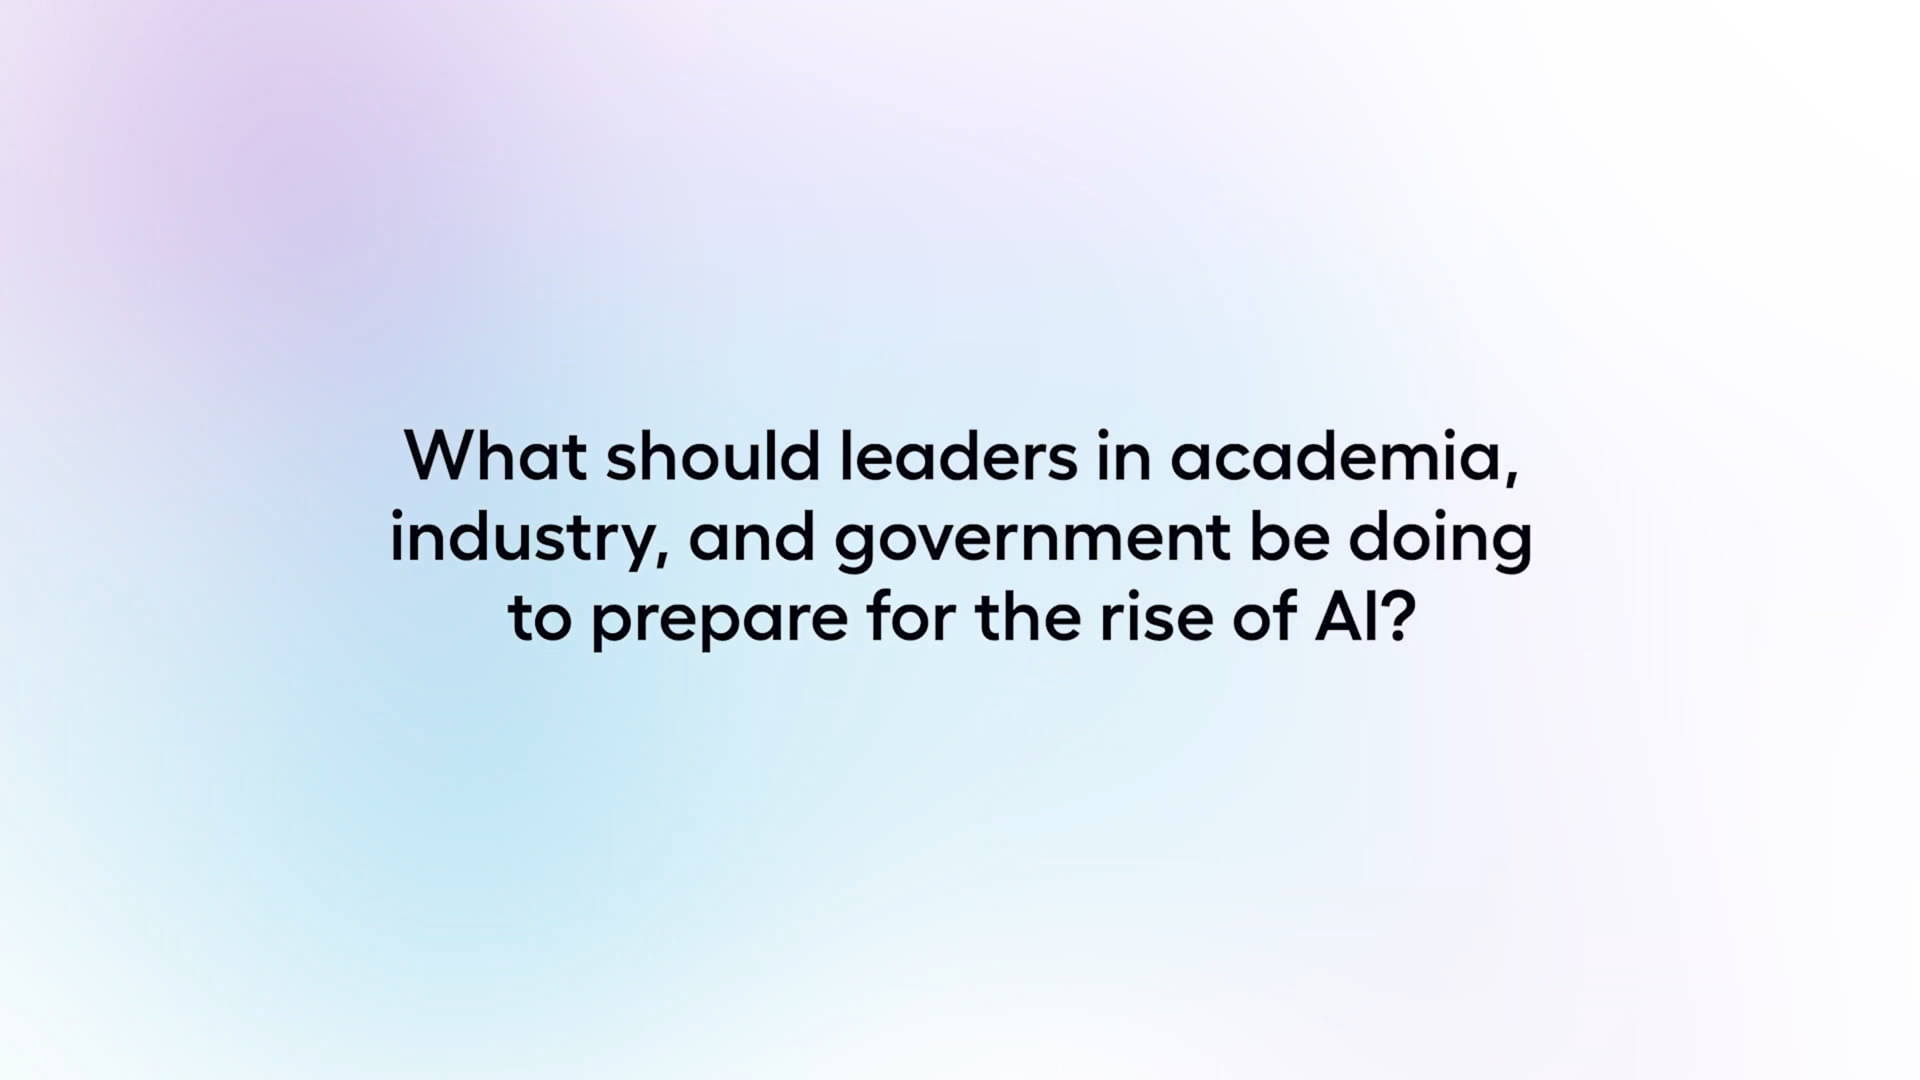 What should leaders in academia,
industry, and government be doing
to prepare for the rise of AI?